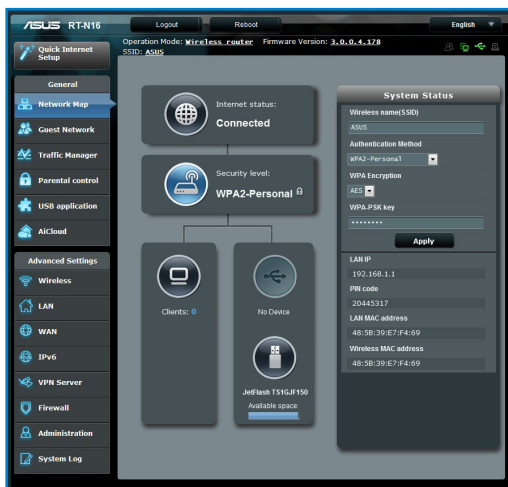 ASUS RT-N16
Logout
Reboot
English
Quick Internet Setup
Operation Mode: Wireless router Firmware Version: 3.0.0.4.178
SSID: ASUS
General
Network Map
Guest Network
Traffic Manager
Parental control
USB application
AiCloud
Advanced Settings
Wireless
LAN
WAN
IPv6
VPN Server
Firewall
Administration
System Log
Internet status:
Connected
Security level:
WPA2-Personal
Clients: 0
No Device
JetFlash TS1GJF150
Available space:
System Status
Wireless name(SSID)
ASUS
Authentication Method
WPA2-Personal
WPA Encryption
AES
WPA-PSK key
••••••••
Apply
LAN IP
192.168.1.1
PIN code
20445317
LAN MAC address
48:5B:39:E7:F4:69
Wireless MAC address
48:5B:39:E7:F4:69